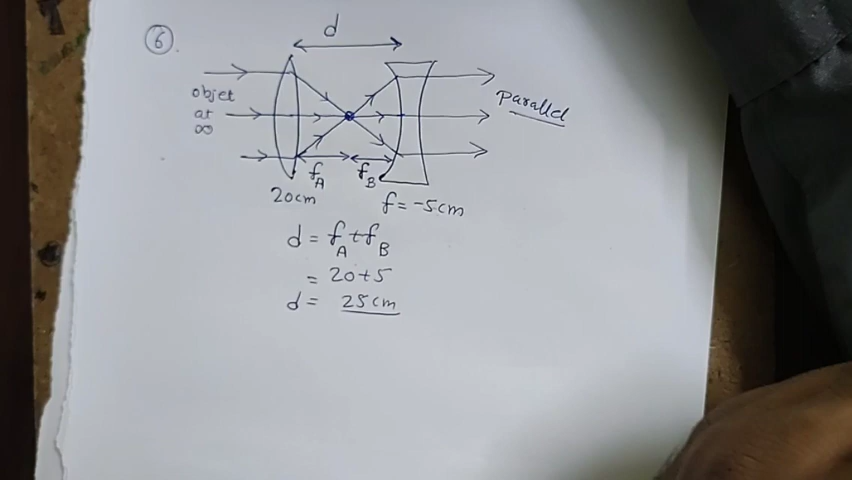 6.
d
objet
at
∞
parallel
f_A
f_B
20cm
f = -5cm
d = f_A + f_B
= 20+5
d = 25cm